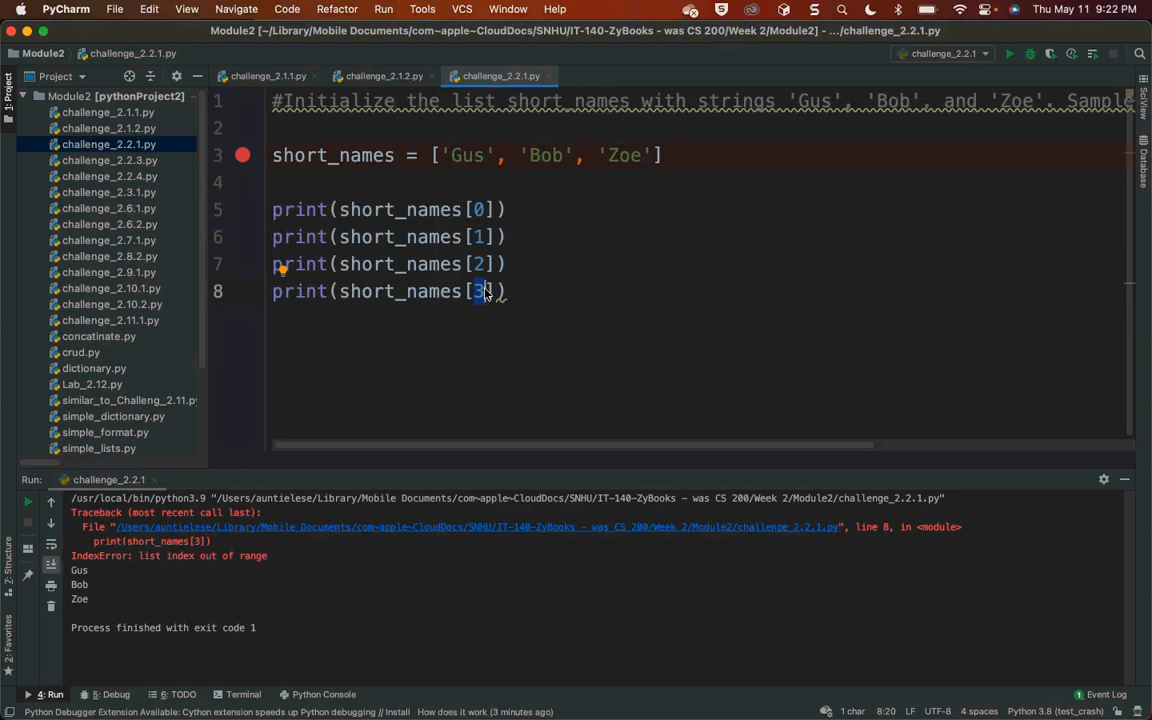 PyCharm File Edit View Navigate Code Refactor Run Tools VCS Window Help Thu May 11 9:22 PM
Module2 [~/Library/Mobile Documents/com~apple~CloudDocs/SNHU/IT-140-ZyBooks - was CS 200/Week 2/Module2] - .../challenge_2.2.1.py
Module2 challenge_2.2.1.py challenge_2.2.1
Project challenge_1.1.1.py challenge_2.1.2.py challenge_2.2.1.py
1: Project
SciView
Database
Module2 [pythonProject2]
challenge_2.1.1.py
challenge_2.1.2.py
challenge_2.2.1.py
challenge_2.2.3.py
challenge_2.2.4.py
challenge_2.3.1.py
challenge_2.6.1.py
challenge_2.6.2.py
challenge_2.7.1.py
challenge_2.8.2.py
challenge_2.9.1.py
challenge_2.10.1.py
challenge_2.10.2.py
challenge_2.11.1.py
concatinate.py
crud.py
dictionary.py
Lab_2.12.py
similar_to_Challeng_2.11.py
simple_dictionary.py
simple_format.py
simple_lists.py
1 #Initialize the list short_names with strings 'Gus', 'Bob', and 'Zoe'. Sample
2
3 short_names = ['Gus', 'Bob', 'Zoe']
4
5 print(short_names[0])
6 print(short_names[1])
7 print(short_names[2])
8 print(short_names[3])
Run: challenge_2.2.1
/usr/local/bin/python3.9 "/Users/auntielese/Library/Mobile Documents/com~apple~CloudDocs/SNHU/IT-140-ZyBooks - was CS 200/Week 2/Module2/challenge_2.2.1.py"
Traceback (most recent call last):
File "/Users/auntielese/Library/Mobile Documents/com~apple~CloudDocs/SNHU/IT-140-ZyBooks - was CS 200/Week 2/Module2/challenge_2.2.1.py", line 8, in <module>
print(short_names[3])
IndexError: list index out of range
Gus
Bob
Zoe
Process finished with exit code 1
7: Structure
2: Favorites
4: Run 5: Debug 6: TODO Terminal Python Console 1 Event Log
Python Debugger Extension Available: Cython extension speeds up Python debugging // Install How does it work (3 minutes ago) 1 char 8:20 LF UTF-8 4 spaces Python 3.8 (test_crash)